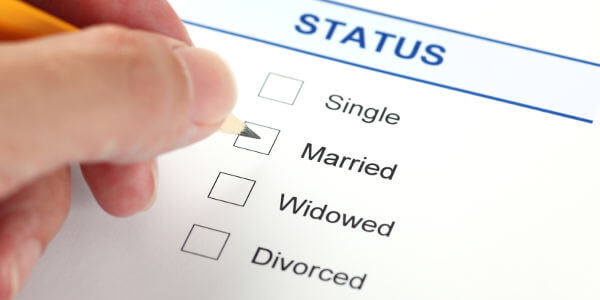 STATUS
Single
Married
Widowed
Divorced